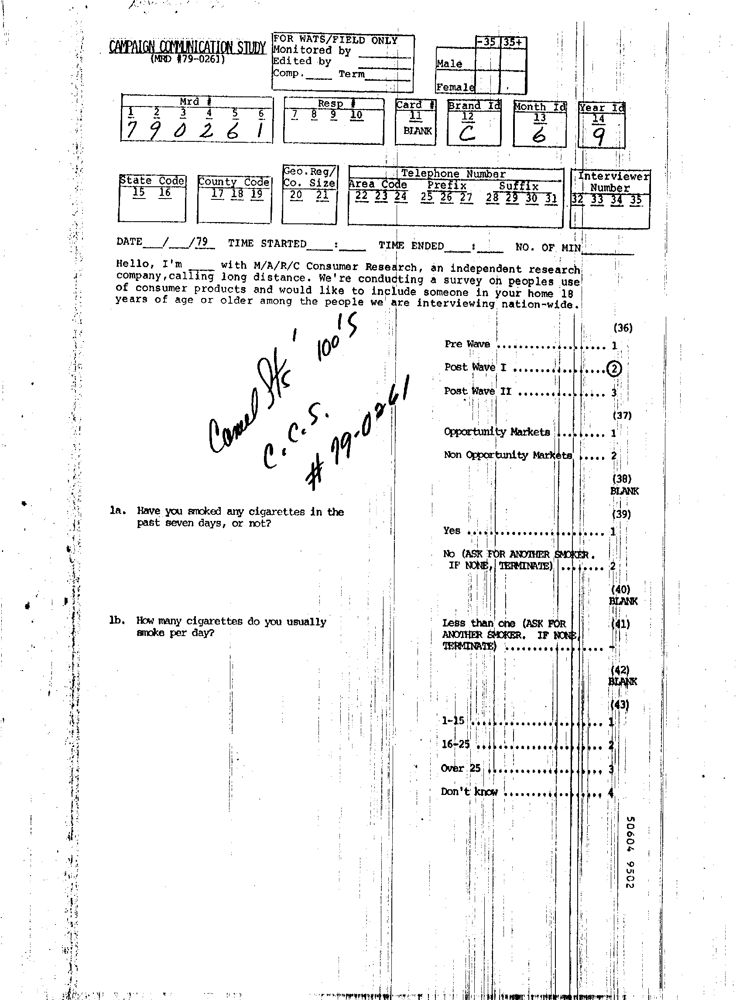 CAMPAIGN COMMUNICATION STUDY
(MRD #79-0261)
FOR WATS/FIELD ONLY
Monitored by ______
Edited by ______
Comp.____ Term____
-35 35+
Male
Female
Mrd #
1 2 3 4 5 6
7 9 0 2 6 1
Resp #
7 8 9 10
Card #
11
BLANK
Brand Id
12
C
Month Id
13
6
Year Id
14
9
State Code
15 16
County Code
17 18 19
Geo.Reg/
Co. Size
20 21
Telephone Number
Area Code Prefix Suffix
22 23 24 25 26 27 28 29 30 31
Interviewer
Number
32 33 34 35
DATE___/___/79 TIME STARTED____:____ TIME ENDED____:____ NO. OF MIN________
Hello, I'm ____ with M/A/R/C Consumer Research, an independent research
company,calling long distance. We're conducting a survey on peoples use
of consumer products and would like to include someone in your home 18
years of age or older among the people we are interviewing nation-wide.
Camel Lts' 100's
C.C.S.
# 79-0261
(36)
Pre Wave .................. 1
Post Wave I ................ 2
Post Wave II ............... 3
(37)
Opportunity Markets ........ 1
Non Opportunity Markets ..... 2
(38)
BLANK
1a. Have you smoked any cigarettes in the
past seven days, or not?
(39)
Yes ....................... 1
No (ASK FOR ANOTHER SMOKER.
IF NONE, TERMINATE) ....... 2
(40)
BLANK
1b. How many cigarettes do you usually
smoke per day?
Less than one (ASK FOR (41)
ANOTHER SMOKER. IF NONE,
TERMINATE) ................ -
(42)
BLANK
(43)
1-15 ...................... 1
16-25 ..................... 2
Over 25 ................... 3
Don't know ................ 4
50604 9502